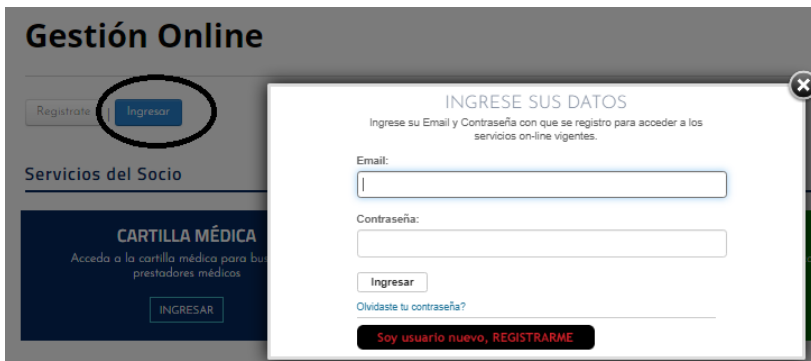 Gestión Online
Registrate | Ingresar
Servicios del Socio
CARTILLA MÉDICA
Acceda a la cartilla médica para bus
prestadores médicos
INGRESAR
INGRESE SUS DATOS
Ingrese su Email y Contraseña con que se registro para acceder a los
servicios on-line vigentes.
Email:
Contraseña:
Ingresar
Olvidaste tu contraseña?
Soy usuario nuevo, REGISTRARME